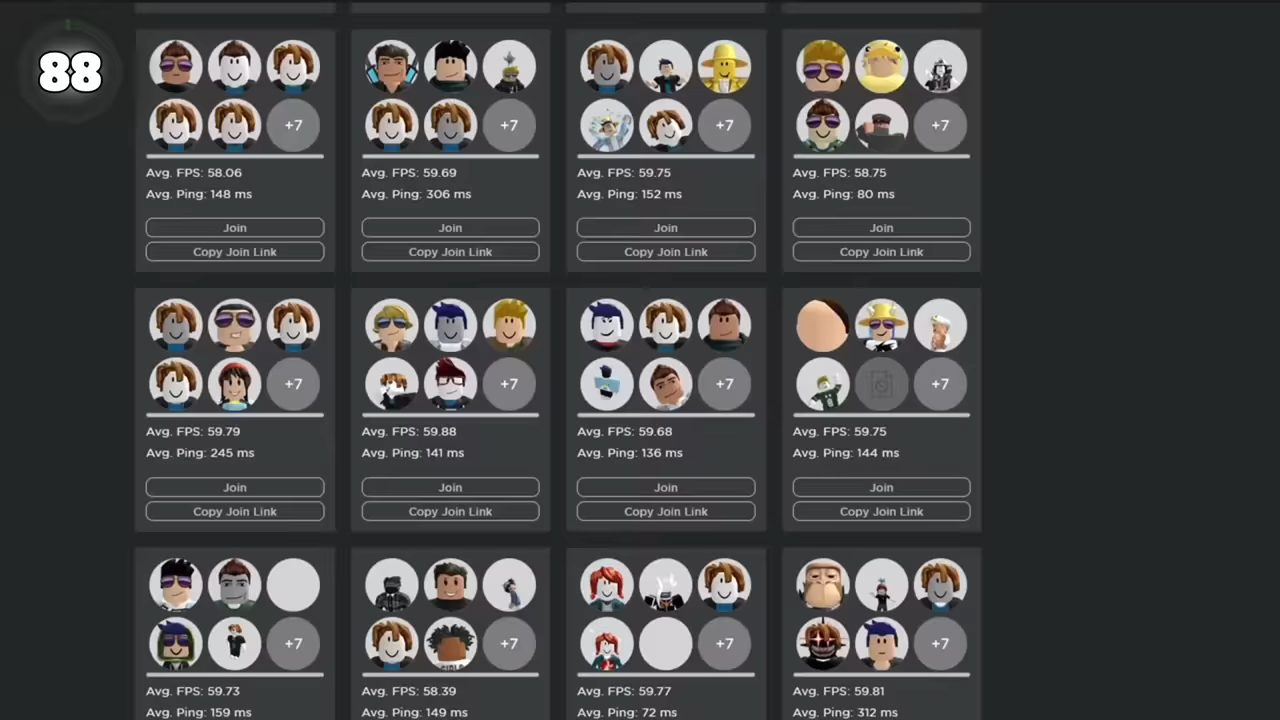 88
+7 +7 +7 +7
Avg. FPS: 58.06 Avg. FPS: 59.69 Avg. FPS: 59.75 Avg. FPS: 58.75
Avg. Ping: 148 ms Avg. Ping: 306 ms Avg. Ping: 152 ms Avg. Ping: 80 ms
Join Join Join Join
Copy Join Link Copy Join Link Copy Join Link Copy Join Link
+7 +7 +7 +7
Avg. FPS: 59.79 Avg. FPS: 59.88 Avg. FPS: 59.68 Avg. FPS: 59.75
Avg. Ping: 245 ms Avg. Ping: 141 ms Avg. Ping: 136 ms Avg. Ping: 144 ms
Join Join Join Join
Copy Join Link Copy Join Link Copy Join Link Copy Join Link
+7 +7 +7 +7
Avg. FPS: 59.73 Avg. FPS: 58.39 Avg. FPS: 59.77 Avg. FPS: 59.81
Avg. Ping: 159 ms Avg. Ping: 149 ms Avg. Ping: 72 ms Avg. Ping: 312 ms